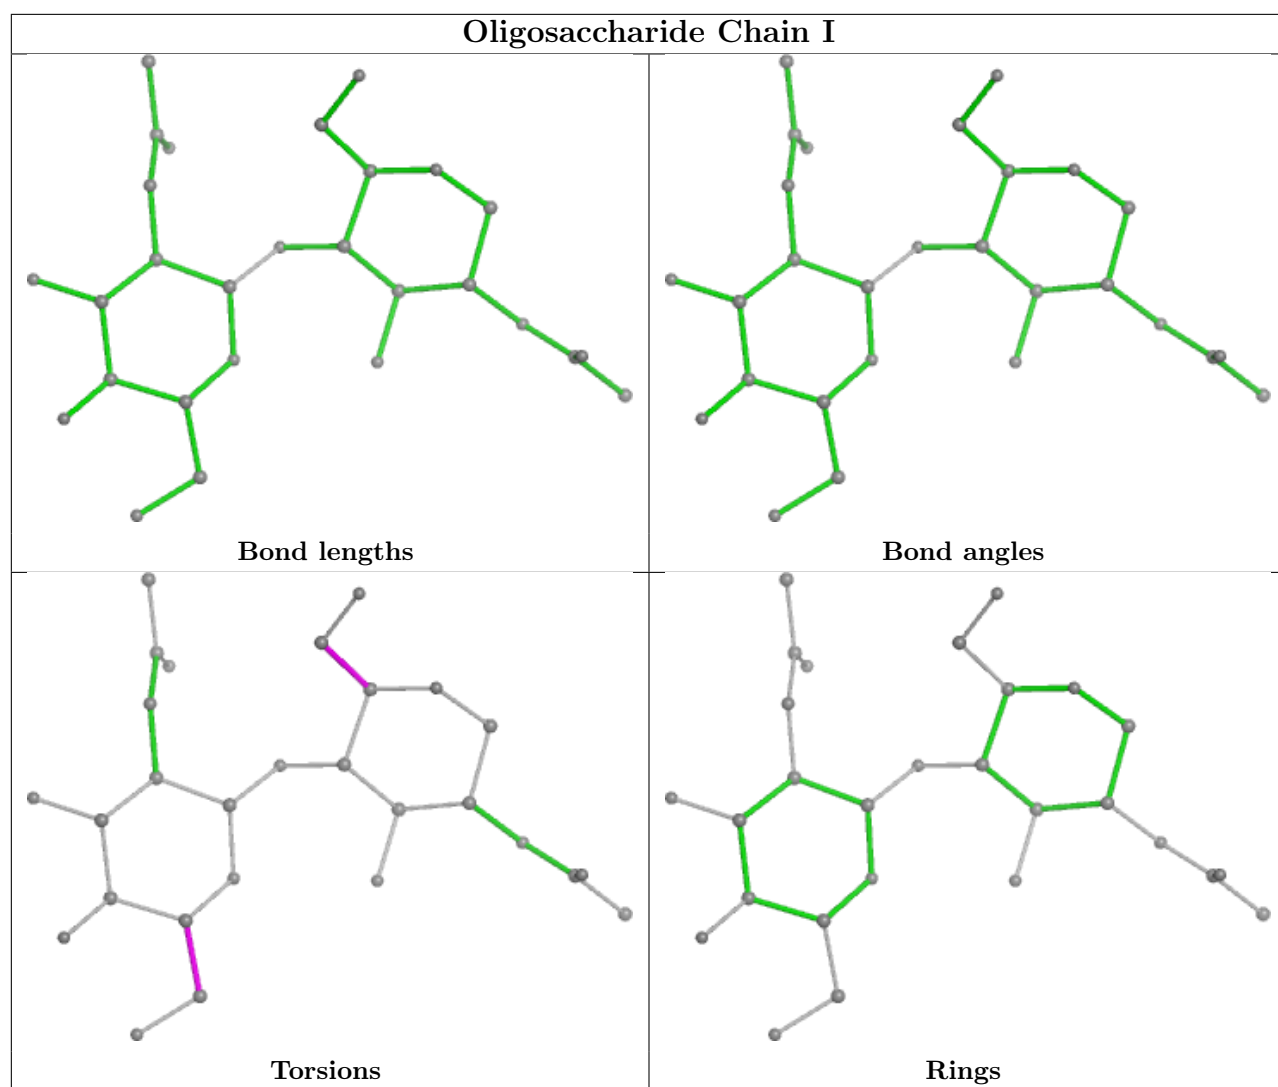 Oligosaccharide Chain I
Bond lengths
Bond angles
Torsions
Rings